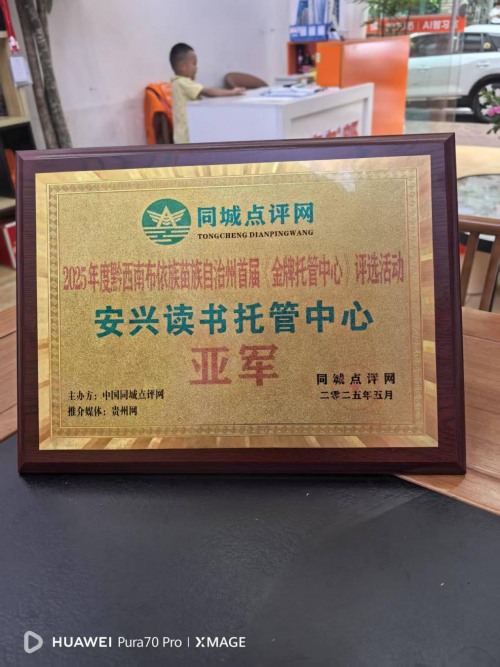 同城点评网
TONGCHENG DIANPINGWANG
2025年度黔西南布依族苗族自治州首届（金牌托管中心）评选活动
安兴读书托管中心
亚军
主办方：中国同城点评网
推介媒体：贵州网
同城点评网
二零二五年五月
HUAWEI Pura70 Pro | XMAGE